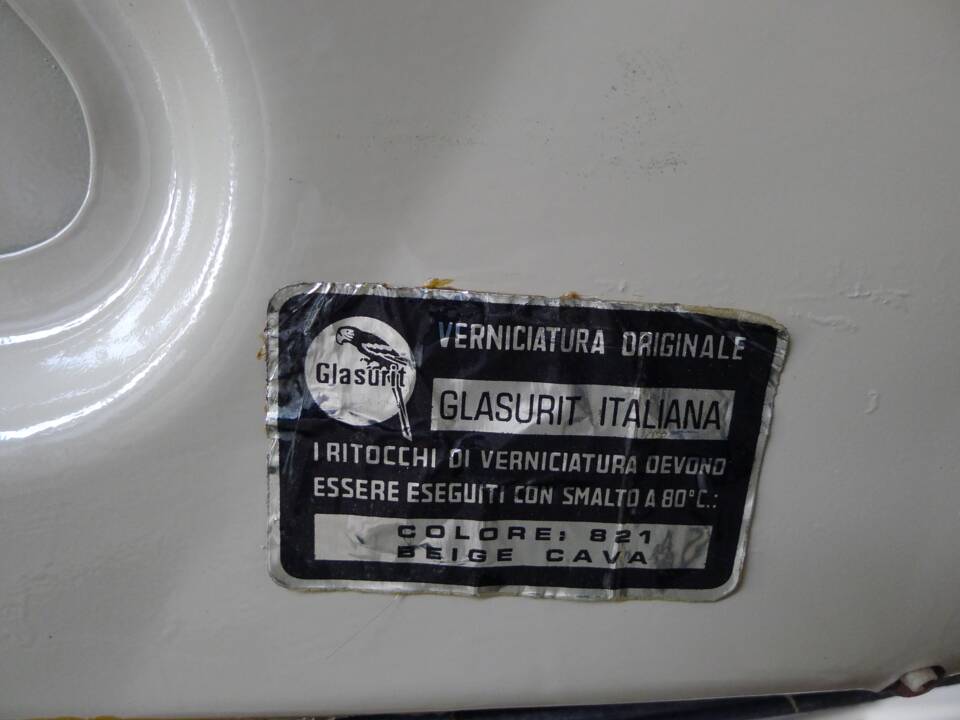 Glasurit
VERNICIATURA ORIGINALE
GLASURIT ITALIANA
I RITOCCHI DI VERNICIATURA DEVONO
ESSERE ESEGUITI CON SMALTO A 80°C.:
COLORE: 821
BEIGE CAVA